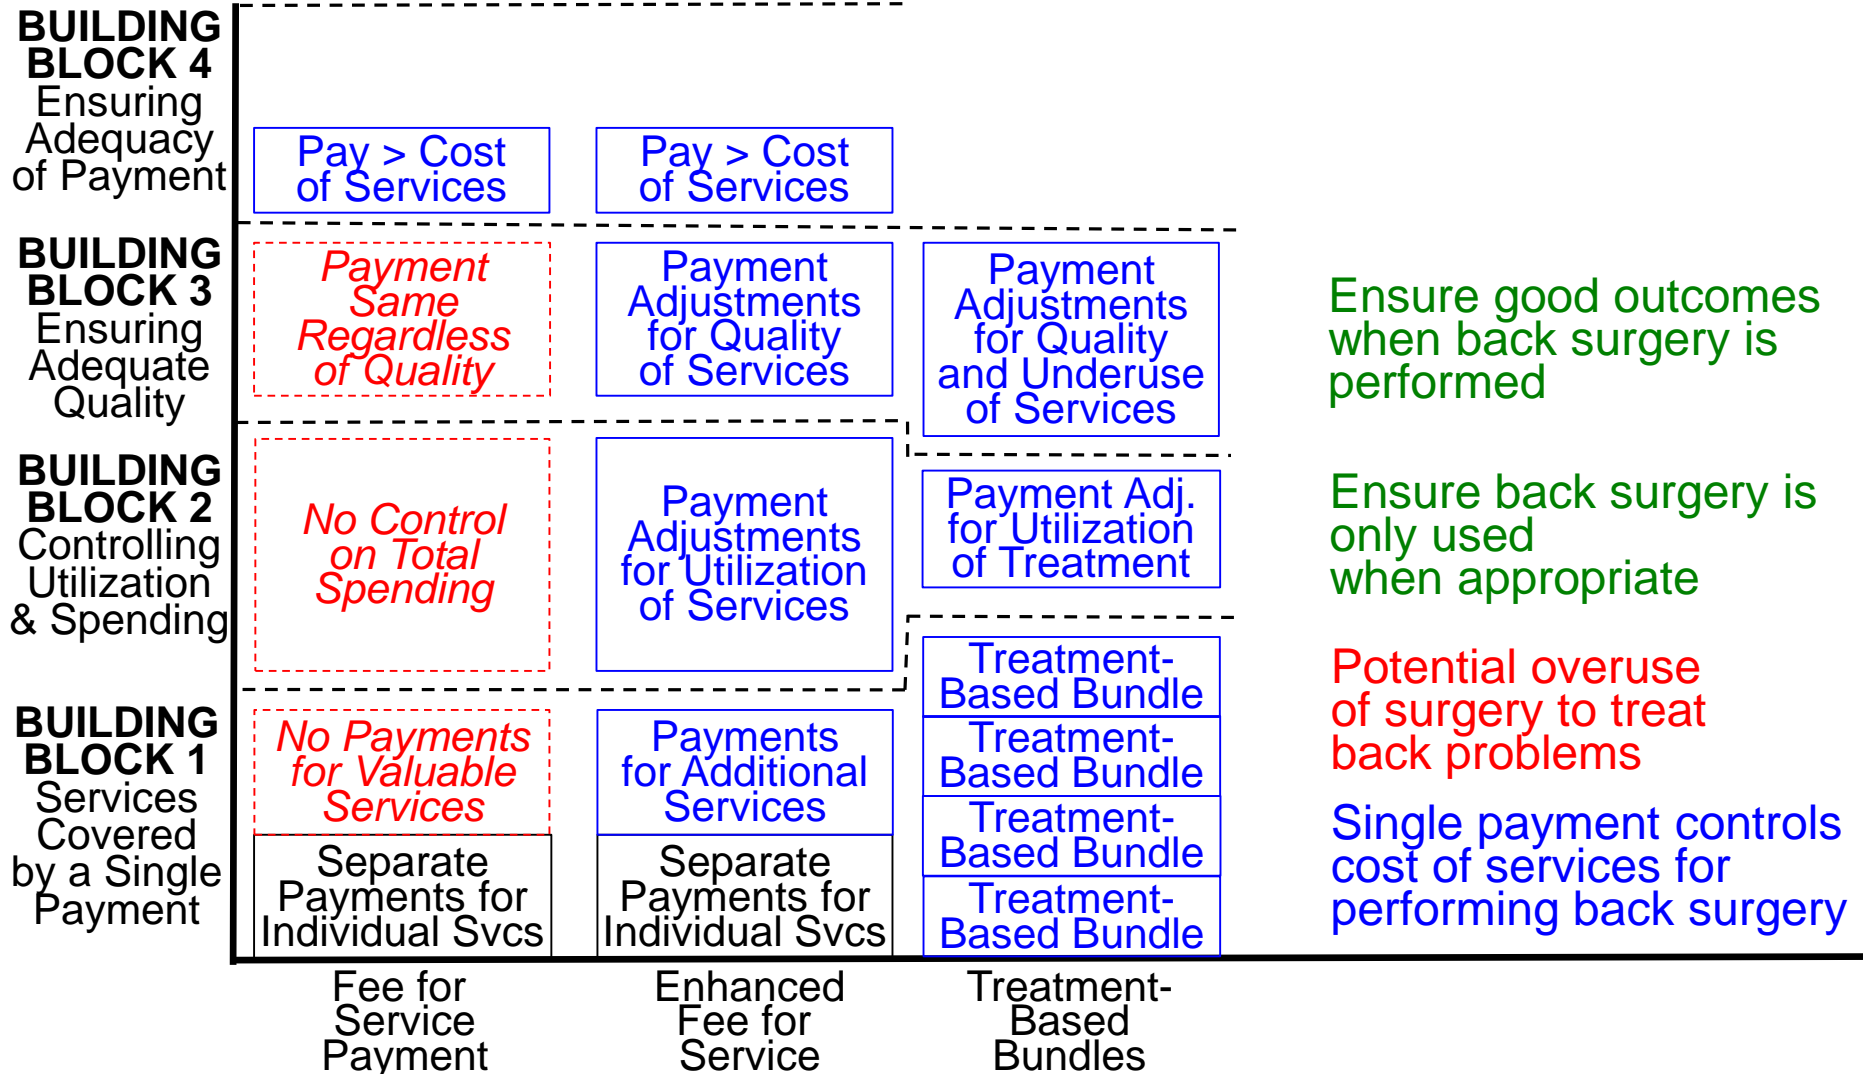 BUILDING
BLOCK 4
Ensuring
Adequacy
of Payment
Pay > Cost
of Services
Pay > Cost
of Services
BUILDING
BLOCK 3
Ensuring
Adequate
Quality
Payment
Same
Regardless
of Quality
Payment
Adjustments
for Quality
of Services
Payment
Adjustments
for Quality
and Underuse
of Services
Ensure good outcomes
when back surgery is
performed
BUILDING
BLOCK 2
Controlling
Utilization
& Spending
No Control
on Total
Spending
Payment
Adjustments
for Utilization
of Services
Payment Adj.
for Utilization
of Treatment
Ensure back surgery is
only used
when appropriate
BUILDING
BLOCK 1
Services
Covered
by a Single
Payment
No Payments
for Valuable
Services
Separate
Payments for
Individual Svcs
Payments
for Additional
Services
Separate
Payments for
Individual Svcs
Treatment-
Based Bundle
Treatment-
Based Bundle
Treatment-
Based Bundle
Treatment-
Based Bundle
Potential overuse
of surgery to treat
back problems
Single payment controls
cost of services for
performing back surgery
Fee for
Service
Payment
Enhanced
Fee for
Service
Treatment-
Based
Bundles